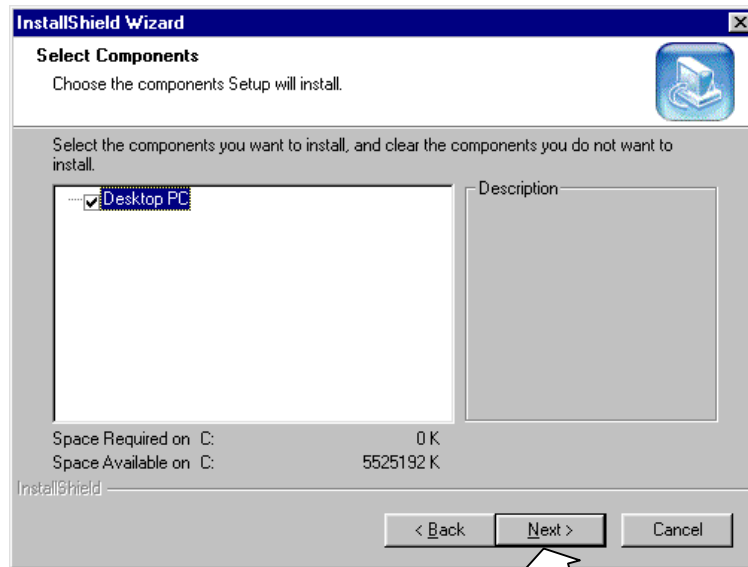 InstallShield Wizard
Select Components
Choose the components Setup will install.
Select the components you want to install, and clear the components you do not want to
install.
Desktop PC
Description
Space Required on C: 0 K
Space Available on C: 5525192 K
InstallShield
< Back Next > Cancel